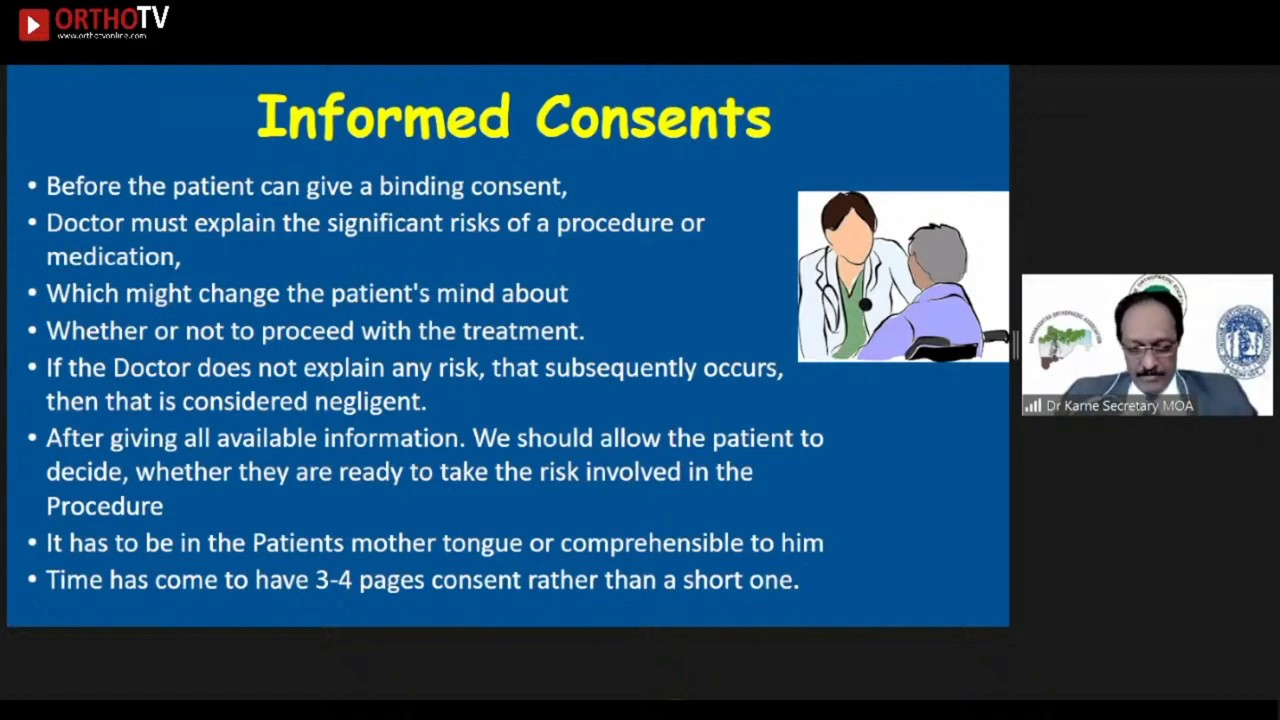 ORTHOTV
www.orthotvonline.com
Informed Consents
• Before the patient can give a binding consent,
• Doctor must explain the significant risks of a procedure or
medication,
• Which might change the patient's mind about
• Whether or not to proceed with the treatment.
• If the Doctor does not explain any risk, that subsequently occurs,
then that is considered negligent.
• After giving all available information. We should allow the patient to
decide, whether they are ready to take the risk involved in the
Procedure
• It has to be in the Patients mother tongue or comprehensible to him
• Time has come to have 3-4 pages consent rather than a short one.
Dr Karne Secretary MOA